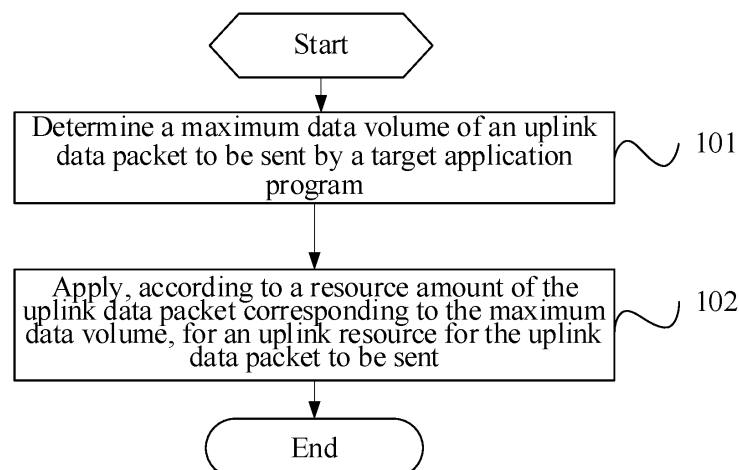 Start
Determine a maximum data volume of an uplink
data packet to be sent by a target application
program
101
Apply, according to a resource amount of the
uplink data packet corresponding to the maximum
data volume, for an uplink resource for the uplink
data packet to be sent
102
End